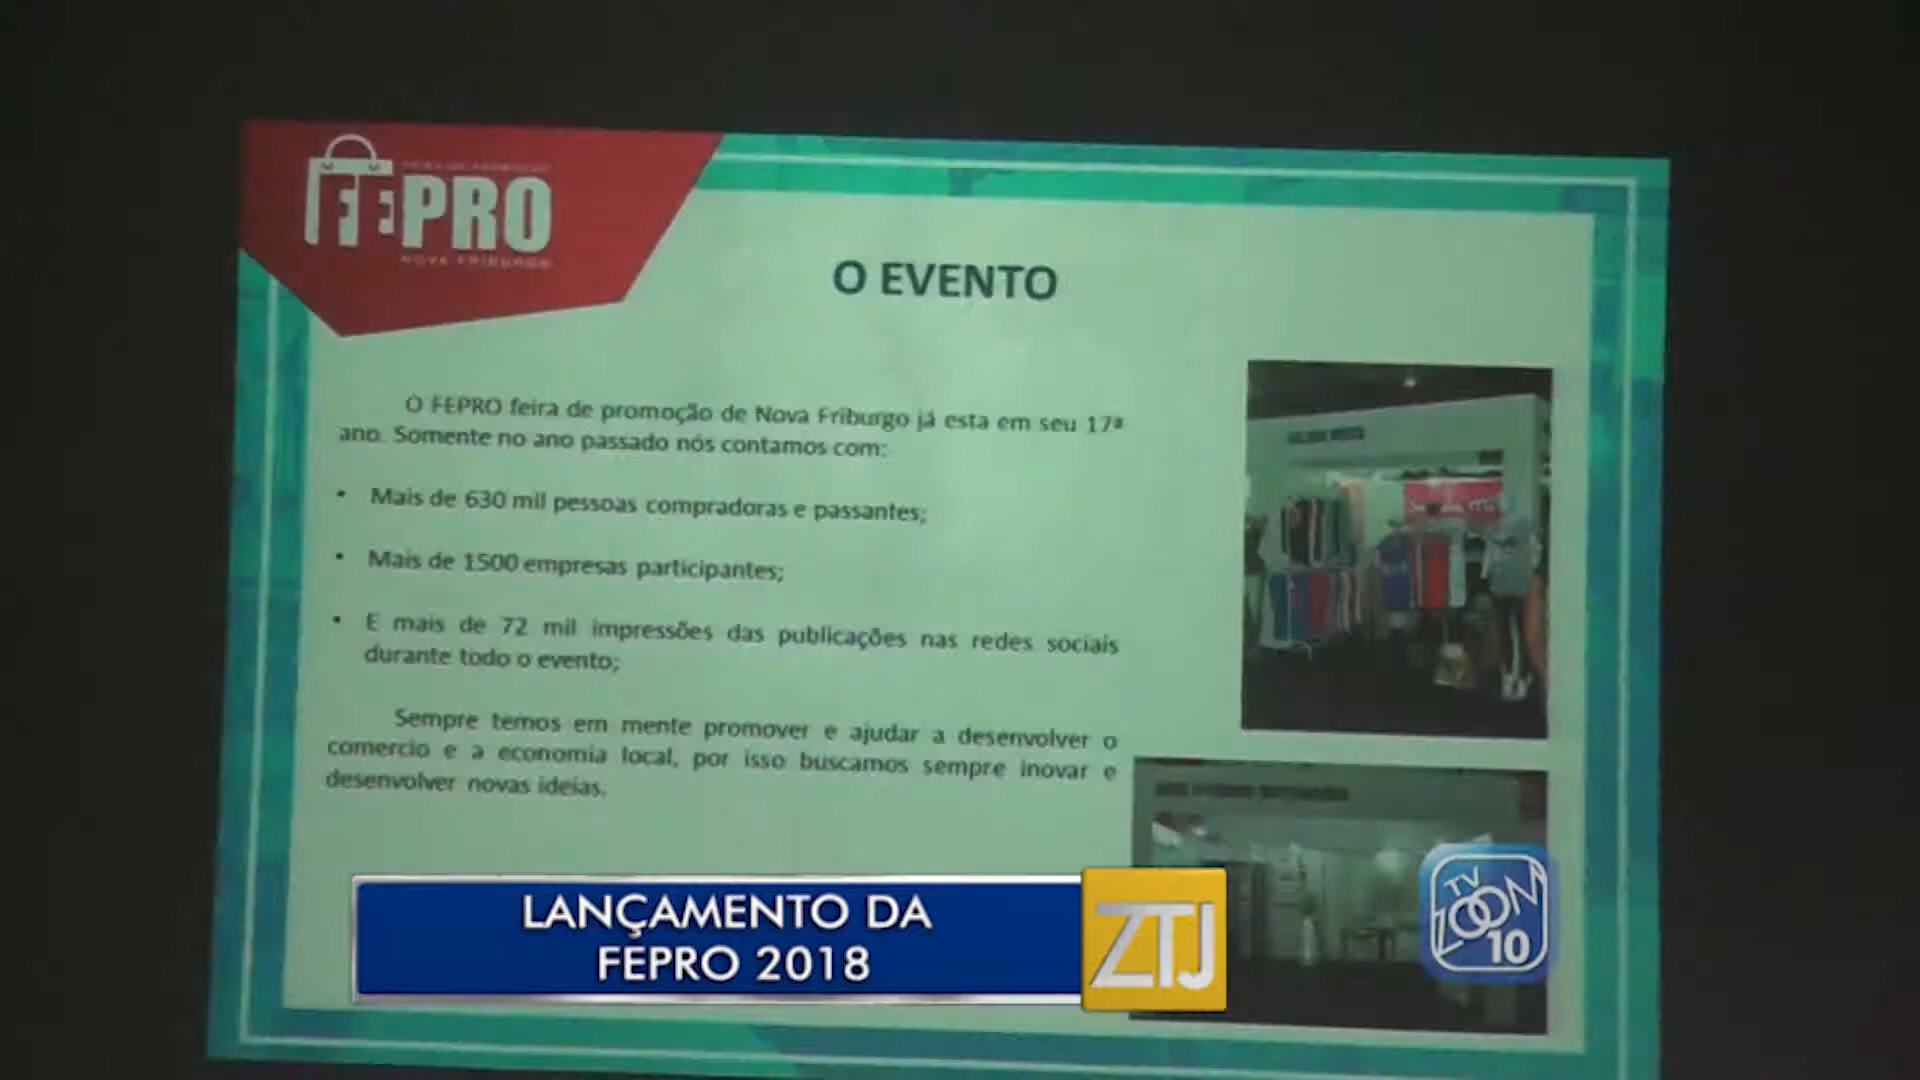 FEIRA DE PROMOÇÃO
FEPRO
NOVA FRIBURGO
O EVENTO
O FEPRO feira de promoção de Nova Friburgo já esta em seu 17ª
ano. Somente no ano passado nós contamos com:
• Mais de 630 mil pessoas compradoras e passantes;
• Mais de 1500 empresas participantes;
• E mais de 72 mil impressões das publicações nas redes sociais
durante todo o evento;
Sempre temos em mente promover e ajudar a desenvolver o
comercio e a economia local, por isso buscamos sempre inovar e
desenvolver novas ideias.
LANÇAMENTO DA
FEPRO 2018
ZTJ
TV
ZOOM
10